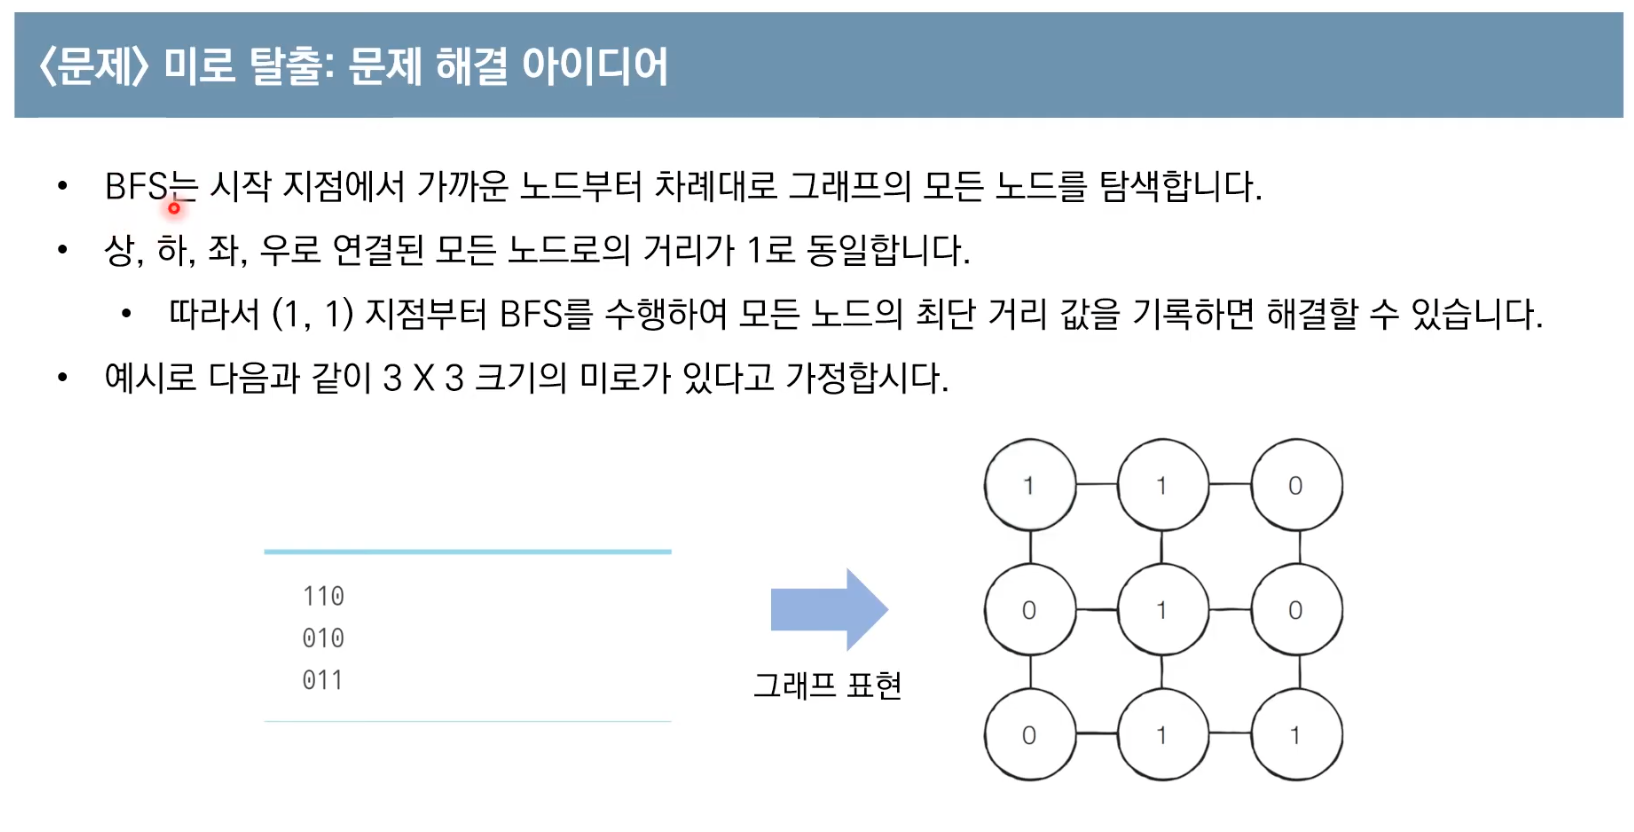 <문제> 미로 탈출: 문제 해결 아이디어
• BFS는 시작 지점에서 가까운 노드부터 차례대로 그래프의 모든 노드를 탐색합니다.
• 상, 하, 좌, 우로 연결된 모든 노드로의 거리가 1로 동일합니다.
• 따라서 (1, 1) 지점부터 BFS를 수행하여 모든 노드의 최단 거리 값을 기록하면 해결할 수 있습니다.
• 예시로 다음과 같이 3 X 3 크기의 미로가 있다고 가정합시다.
110
010
011
그래프 표현
1 1 0
0 1 0
0 1 1